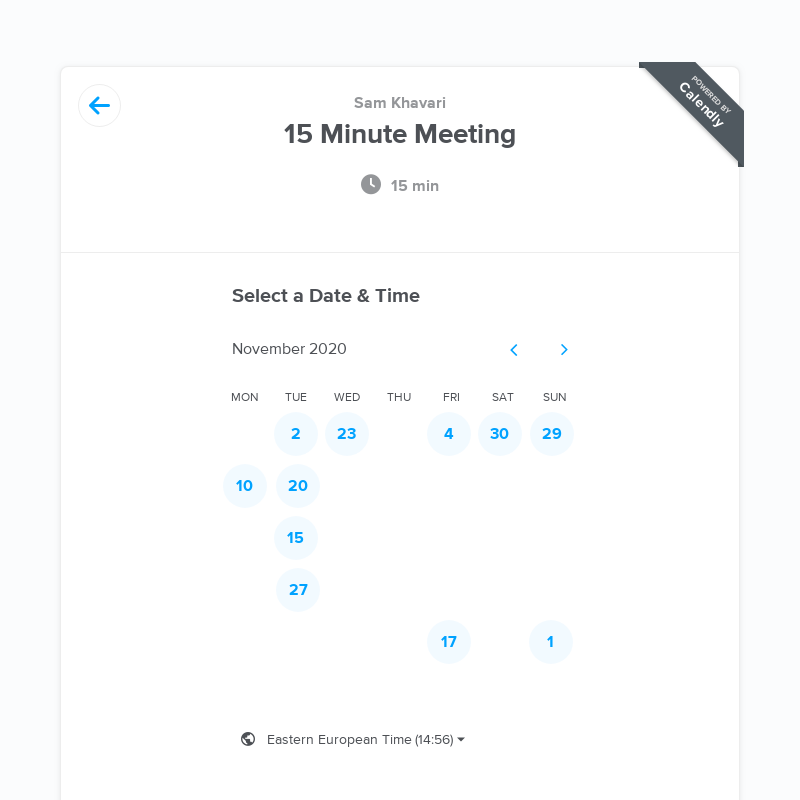 POWERED BY
Calendly
Sam Khavari
15 Minute Meeting
15 min
Select a Date & Time
November 2020
MON TUE WED THU FRI SAT SUN
2 23 4 30 29
10 20
15
27
17 1
Eastern European Time (14:56)